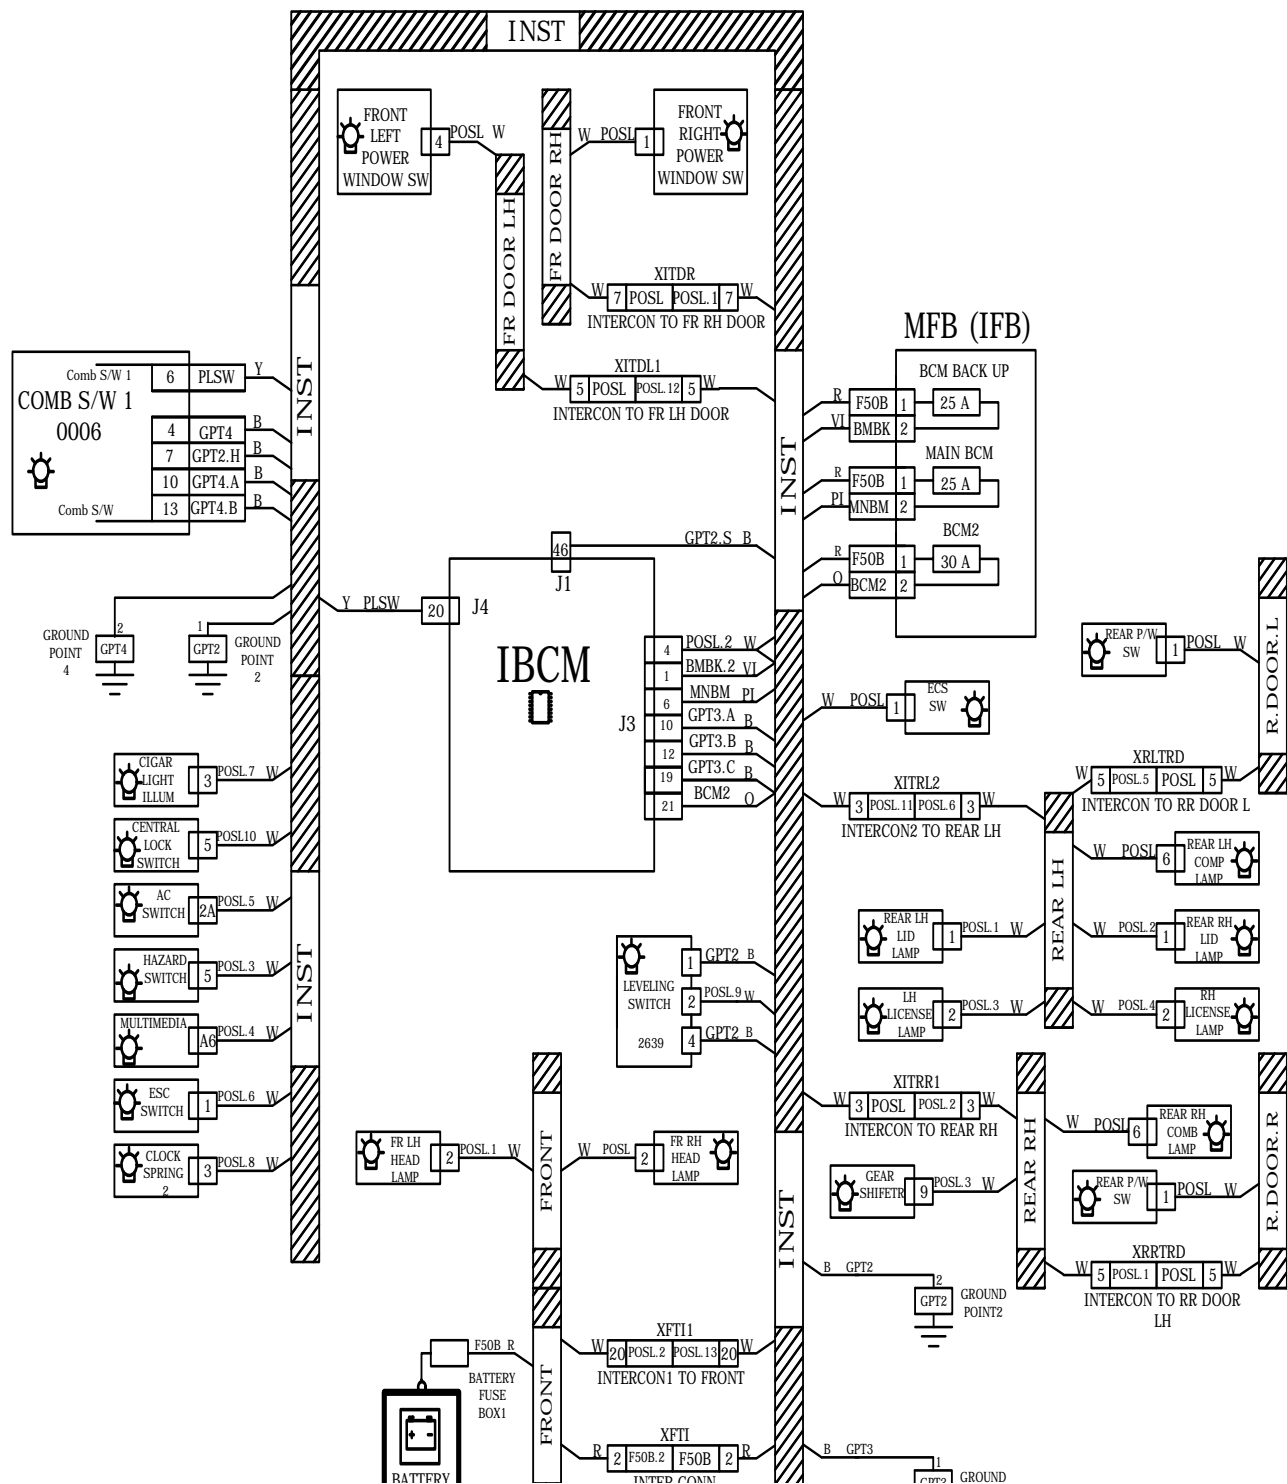 INST
FRONT
LEFT
POWER
WINDOW SW
4
POSL W
FR DOOR LH
FR DOOR RH
W POSL
1
FRONT
RIGHT
POWER
WINDOW SW
XITDR
W 7 POSL POSL.1 7 W
INTERCON TO FR RH DOOR
XITDL1
W 5 POSL POSL.12 5 W
INTERCON TO FR LH DOOR
MFB (IFB)
BCM BACK UP
R F50B 1 25 A
VI BMBK 2
MAIN BCM
R F50B 1 25 A
PI MNBM 2
BCM2
R F50B 1 30 A
O BCM2 2
INST
INST
Comb S/W 1
COMB S/W 1
0006
Comb S/W
6 PLSW Y
4 GPT4 B
7 GPT2.H B
10 GPT4.A B
13 GPT4.B B
GROUND
POINT
4
2
GPT4
1
GPT2
GROUND
POINT
2
Y PLSW 20 J4
46
J1
GPT2.S B
IBCM
J3
4 POSL.2 W
1 BMBK.2 VI
6 MNBM PI
10 GPT3.A B
12 GPT3.B B
19 GPT3.C B
21 BCM2 O
W POSL 1
ECS
SW
REAR P/W
SW
1 POSL W
R.DOOR.L
XRLTRD
W 5 POSL.5 POSL 5 W
INTERCON TO RR DOOR L
XITRL2
W 3 POSL.11 POSL.6 3 W
INTERCON2 TO REAR LH
REAR LH
W POSL 6
REAR LH
COMP
LAMP
REAR LH
LID
LAMP
1 POSL.1 W
W POSL.2 1
REAR RH
LID
LAMP
LH
LICENSE
LAMP
2 POSL.3 W
W POSL.4 2
RH
LICENSE
LAMP
CIGAR
LIGHT
ILLUM
3 POSL.7 W
CENTRAL
LOCK
SWITCH
5 POSL10 W
AC
SWITCH
2A POSL.5 W
HAZARD
SWITCH
5 POSL.3 W
MULTIMEDIA
A6 POSL.4 W
ESC
SWITCH
1 POSL.6 W
CLOCK
SPRING
2
3 POSL.8 W
INST
LEVELING
SWITCH
2639
1 GPT2 B
2 POSL.9 W
4 GPT2 B
XITRR1
W 3 POSL POSL.2 3 W
INTERCON TO REAR RH
REAR RH
W POSL 6
REAR RH
COMB
LAMP
GEAR
SHIFETR
9 POSL.3 W
REAR P/W
SW
1 POSL W
R.DOOR.R
XRRTRD
W 5 POSL.1 POSL 5 W
INTERCON TO RR DOOR
LH
FR LH
HEAD
LAMP
2 POSL.1 W
FRONT
W POSL 2
FR RH
HEAD
LAMP
INST
B GPT2
2
GPT2
GROUND
POINT2
XFTI1
W 20 POSL.2 POSL.13 20 W
INTERCON1 TO FRONT
F50B R
BATTERY
FUSE
BOX1
FRONT
XFTI
R 2 F50B.2 F50B 2 R
INTER CONN
BATTERY
B GPT3
1
GPT3
GROUND